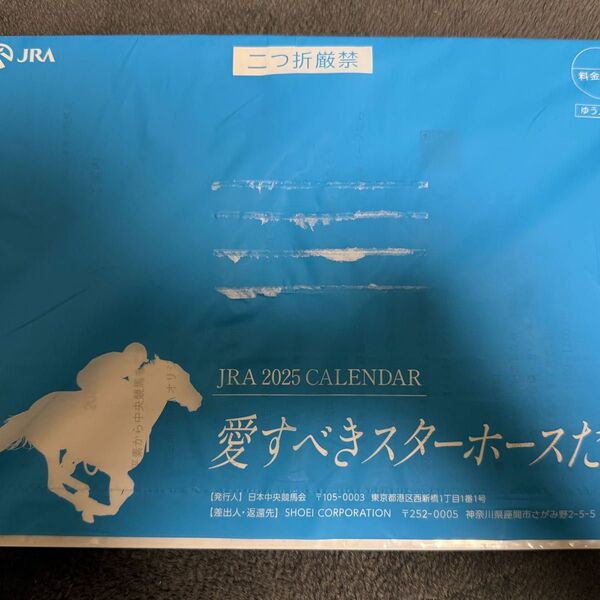 JRA
二つ折厳禁
料金
ゆう
JRA 2025 CALENDAR
愛すべきスターホースた
【発行人】日本中央競馬会 〒105-0003 東京都港区西新橋1丁目1番1号
【差出人・返還先】SHOEI CORPORATION 〒252-0005 神奈川県座間市さがみ野2-5-5